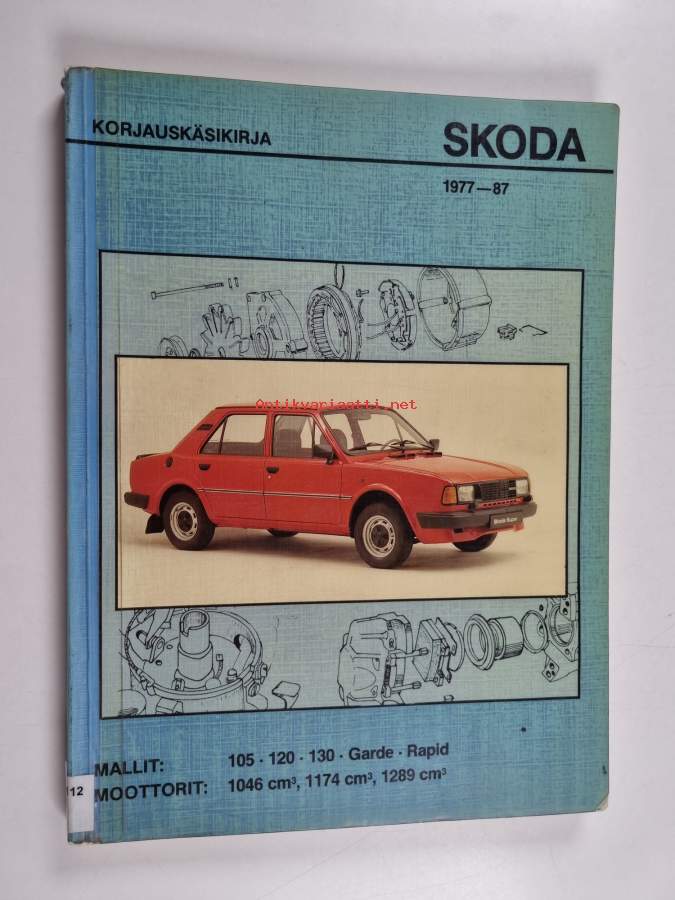 KORJAUSKÄSIKIRJA
SKODA
1977—87
Antikvariaatti.net
MALLIT: 105 · 120 · 130 · Garde · Rapid
MOOTTORIT: 1046 cm³, 1174 cm³, 1289 cm³
12